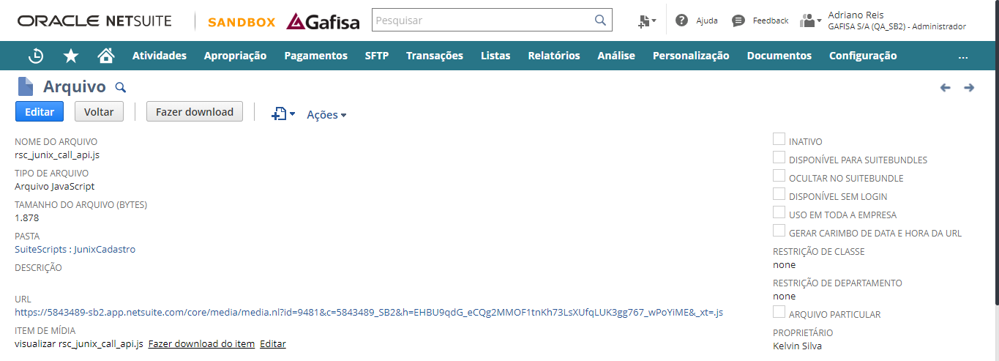 ORACLE NETSUITE
SANDBOX
Gafisa
Pesquisar
Ajuda
Feedback
Adriano Reis
GAFISA S/A (QA_SB2) - Administrador
Atividades
Apropriação
Pagamentos
SFTP
Transações
Listas
Relatórios
Análise
Personalização
Documentos
Configuração
...
Arquivo
Editar
Voltar
Fazer download
Ações
NOME DO ARQUIVO
rsc_junix_call_api.js
TIPO DE ARQUIVO
Arquivo JavaScript
TAMANHO DO ARQUIVO (BYTES)
1.878
PASTA
SuiteScripts : JunixCadastro
DESCRIÇÃO
URL
https://5843489-sb2.app.netsuite.com/core/media/media.nl?id=9481&c=5843489_SB2&h=EHBU9qdG_eCQg2MMOF1tnKh73LsXUfqLUK3gg767_wPoYiME&_xt=.js
ITEM DE MÍDIA
visualizar rsc_junix_call_api.js Fazer download do item Editar
INATIVO
DISPONÍVEL PARA SUITEBUNDLES
OCULTAR NO SUITEBUNDLE
DISPONÍVEL SEM LOGIN
USO EM TODA A EMPRESA
GERAR CARIMBO DE DATA E HORA DA URL
RESTRIÇÃO DE CLASSE
none
RESTRIÇÃO DE DEPARTAMENTO
none
ARQUIVO PARTICULAR
PROPRIETÁRIO
Kelvin Silva